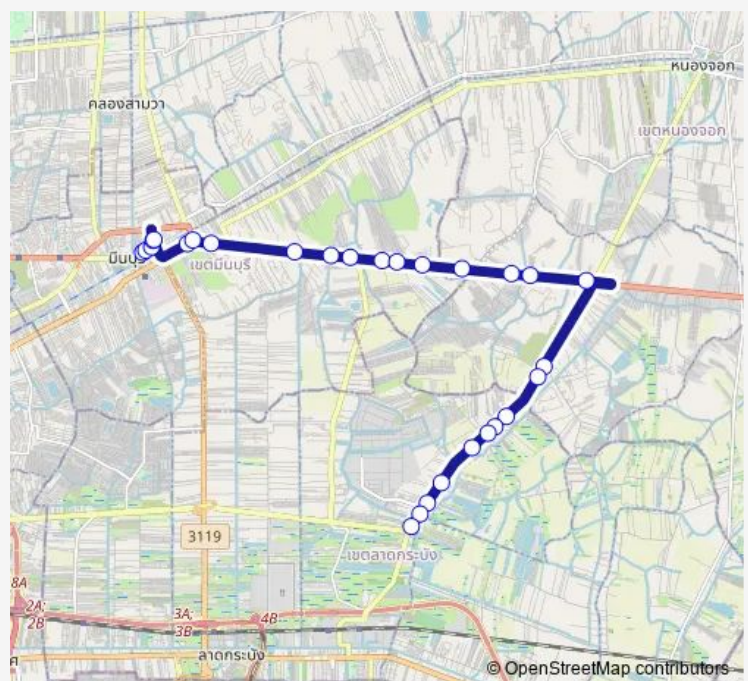 หนองจอก
คลองสามวา
เขตหนองจอก
มีนบุรี
เขตมีนบุรี
3119
เขตลาดกระบัง
8A
2A;
2B
3A;
3B
4B
ลาดกระบัง
© OpenStreetMap contributors